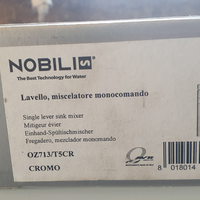 NOBILI S
The Best Technology for Water
Lavello, miscelatore monocomando
Single lever sink mixer
Mitigeur évier
Einhand-Spültischmischer
Fregadero, mezclador monomando
OZ713/T5CR
CROMO
8 018014